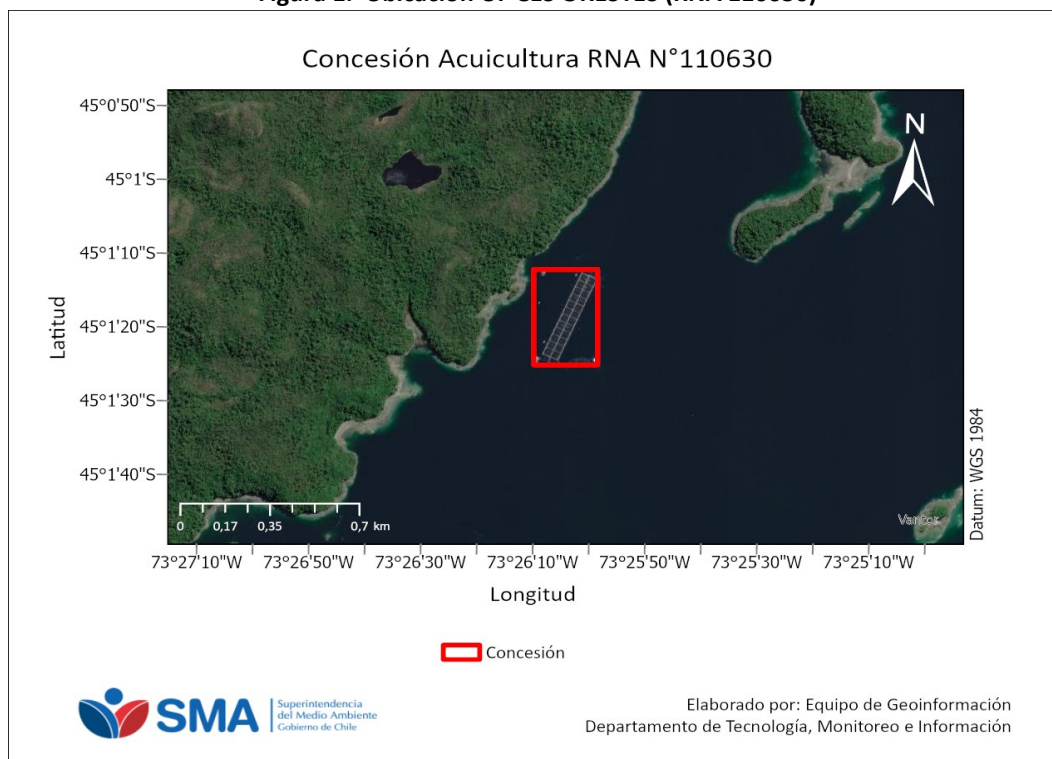 Concesión Acuicultura RNA N°110630
N
45°0'50"S
45°1'S
45°1'10"S
45°1'20"S
45°1'30"S
45°1'40"S
Latitud
0 0,17 0,35 0,7 km
Vantor
Datum: WGS 1984
73°27'10"W 73°26'50"W 73°26'30"W 73°26'10"W 73°25'50"W 73°25'30"W 73°25'10"W
Longitud
Concesión
SMA
Superintendencia
del Medio Ambiente
Gobierno de Chile
Elaborado por: Equipo de Geoinformación
Departamento de Tecnología, Monitoreo e Información